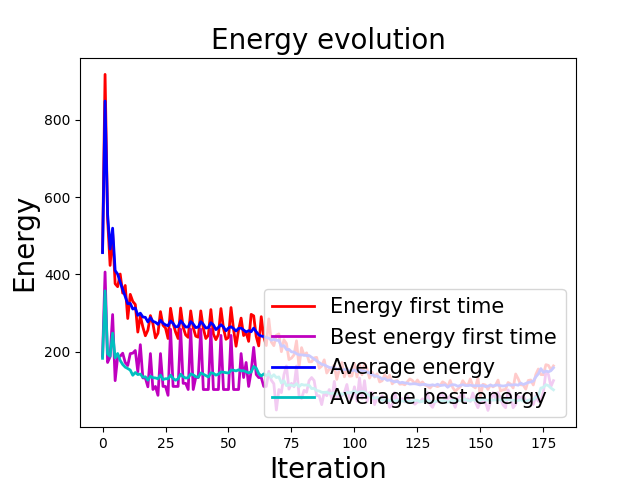 Energy evolution
Energy
800
600
400
200
Energy first time
Best energy first time
Average energy
Average best energy
0 25 50 75 100 125 150 175
Iteration